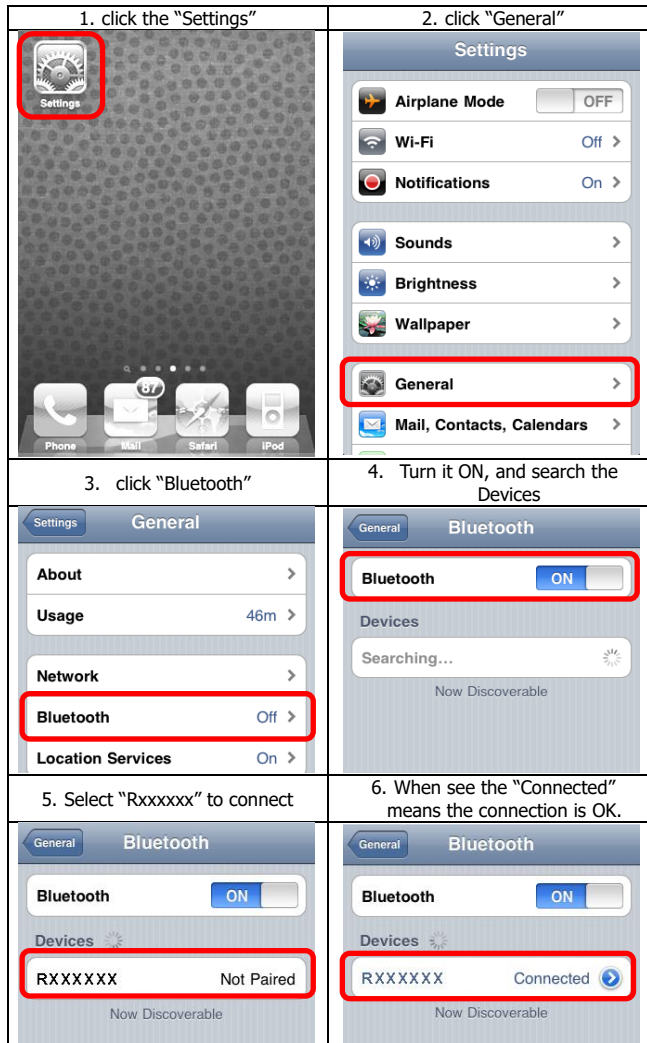 1. click the “Settings”
Settings
87
Phone
Mail
Safari
iPod
2. click “General”
Settings
Airplane Mode OFF
Wi-Fi Off
Notifications On
Sounds
Brightness
Wallpaper
General
Mail, Contacts, Calendars
3. click “Bluetooth”
Settings General
About
Usage 46m
Network
Bluetooth Off
Location Services On
4. Turn it ON, and search the
Devices
General Bluetooth
Bluetooth ON
Devices
Searching...
Now Discoverable
5. Select “Rxxxxxx” to connect
General Bluetooth
Bluetooth ON
Devices
RXXXXXX Not Paired
Now Discoverable
6. When see the “Connected”
means the connection is OK.
General Bluetooth
Bluetooth ON
Devices
RXXXXXX Connected
Now Discoverable